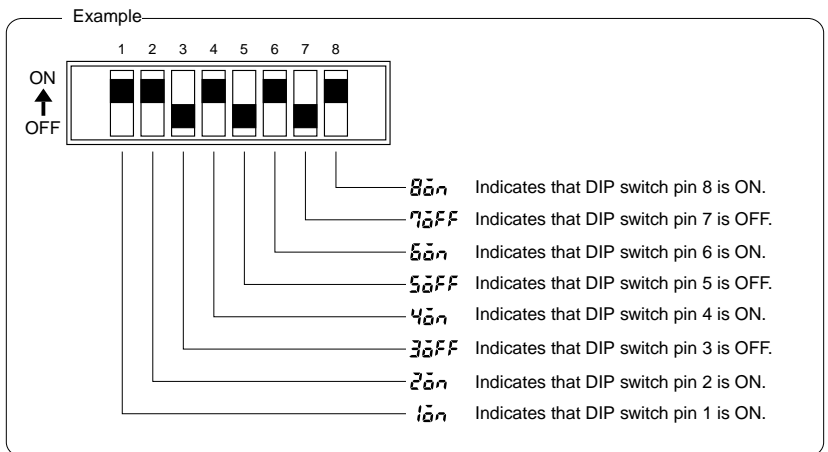 Example
1 2 3 4 5 6 7 8
ON
OFF
8on Indicates that DIP switch pin 8 is ON.
7oFF Indicates that DIP switch pin 7 is OFF.
6on Indicates that DIP switch pin 6 is ON.
5oFF Indicates that DIP switch pin 5 is OFF.
4on Indicates that DIP switch pin 4 is ON.
3oFF Indicates that DIP switch pin 3 is OFF.
2on Indicates that DIP switch pin 2 is ON.
1on Indicates that DIP switch pin 1 is ON.